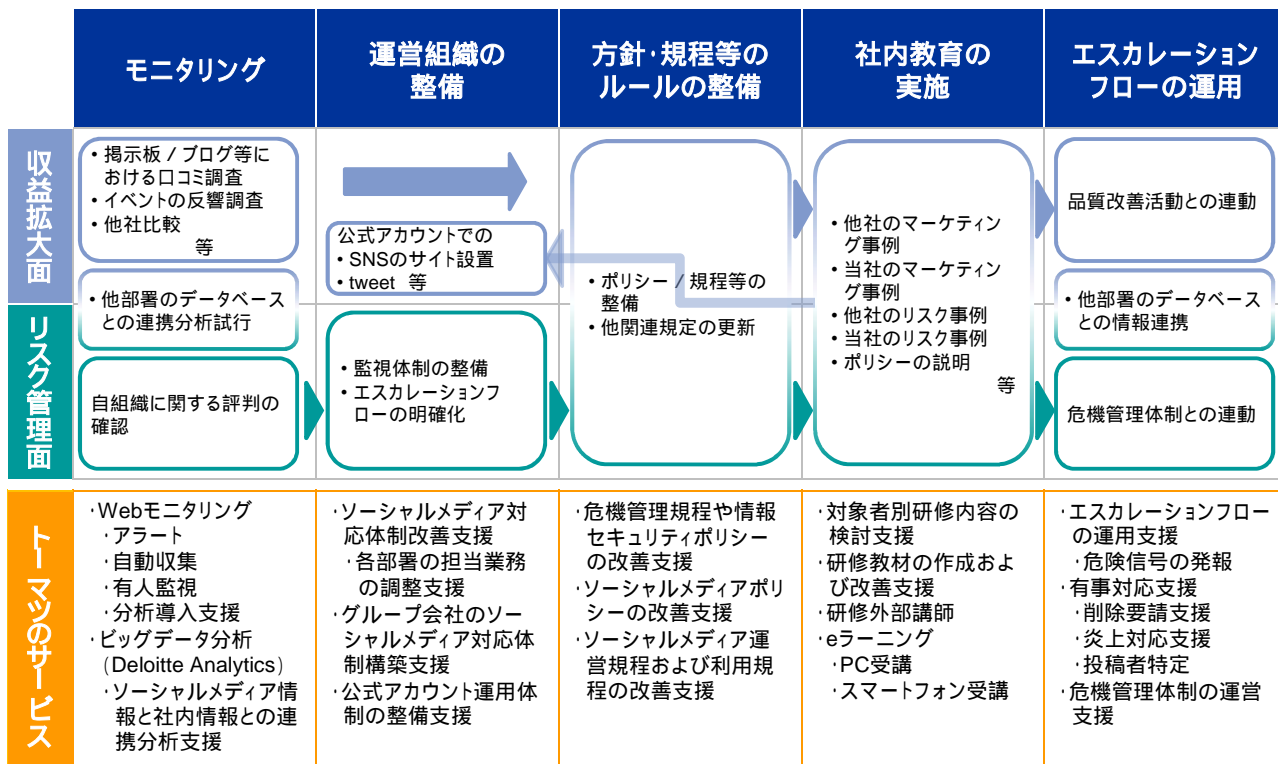 モニタリング
運営組織の
整備
方針・規程等の
ルールの整備
社内教育の
実施
エスカレーション
フローの運用
収益拡大面
・掲示板 / ブログ等に
おける口コミ調査
・イベントの反響調査
・他社比較
等
公式アカウントでの
・SNSのサイト設置
・tweet 等
・他部署のデータベース
との連携分析試行
・ポリシー / 規程等の
整備
・他関連規定の更新
・他社のマーケティン
グ事例
・当社のマーケティン
グ事例
・他社のリスク事例
・当社のリスク事例
・ポリシーの説明
等
品質改善活動との連動
・他部署のデータベース
との情報連携
リスク管理面
自組織に関する評判の
確認
・監視体制の整備
・エスカレーションフ
ローの明確化
危機管理体制との連動
トーマツのサービス
・Webモニタリング
・アラート
・自動収集
・有人監視
・分析導入支援
・ビッグデータ分析
(Deloitte Analytics)
・ソーシャルメディア情
報と社内情報との連
携分析支援
・ソーシャルメディア対
応体制改善支援
・各部署の担当業務
の調整支援
・グループ会社のソー
シャルメディア対応体
制構築支援
・公式アカウント運用体
制の整備支援
・危機管理規程や情報
セキュリティポリシー
の改善支援
・ソーシャルメディアポリ
シーの改善支援
・ソーシャルメディア運
営規程および利用規
程の改善支援
・対象者別研修内容の
検討支援
・研修教材の作成およ
び改善支援
・研修外部講師
・eラーニング
・PC受講
・スマートフォン受講
・エスカレーションフロー
の運用支援
・危険信号の発報
・有事対応支援
・削除要請支援
・炎上対応支援
・投稿者特定
・危機管理体制の運営
支援